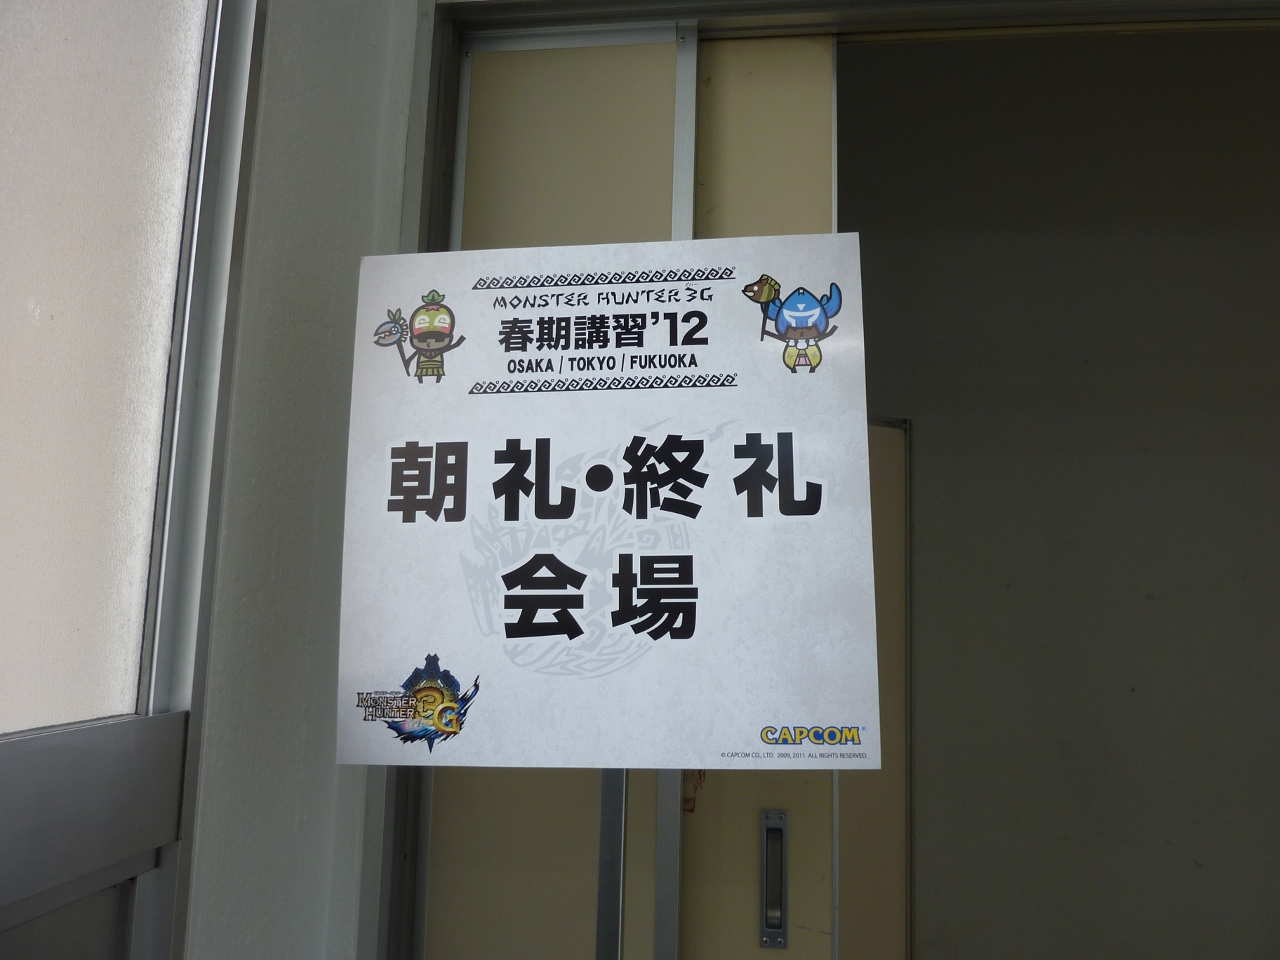 MONSTER HUNTER 3G
春期講習'12
OSAKA / TOKYO / FUKUOKA
朝礼・終礼
会場
MONSTER
HUNTER 3G
CAPCOM
© CAPCOM CO., LTD. 2009, 2011 ALL RIGHTS RESERVED.